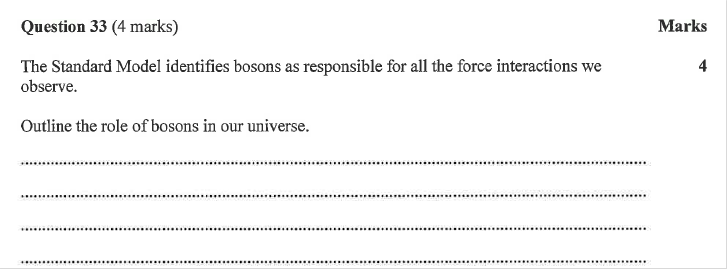 Question 33 (4 marks) Marks
The Standard Model identifies bosons as responsible for all the force interactions we 4
observe.
Outline the role of bosons in our universe.